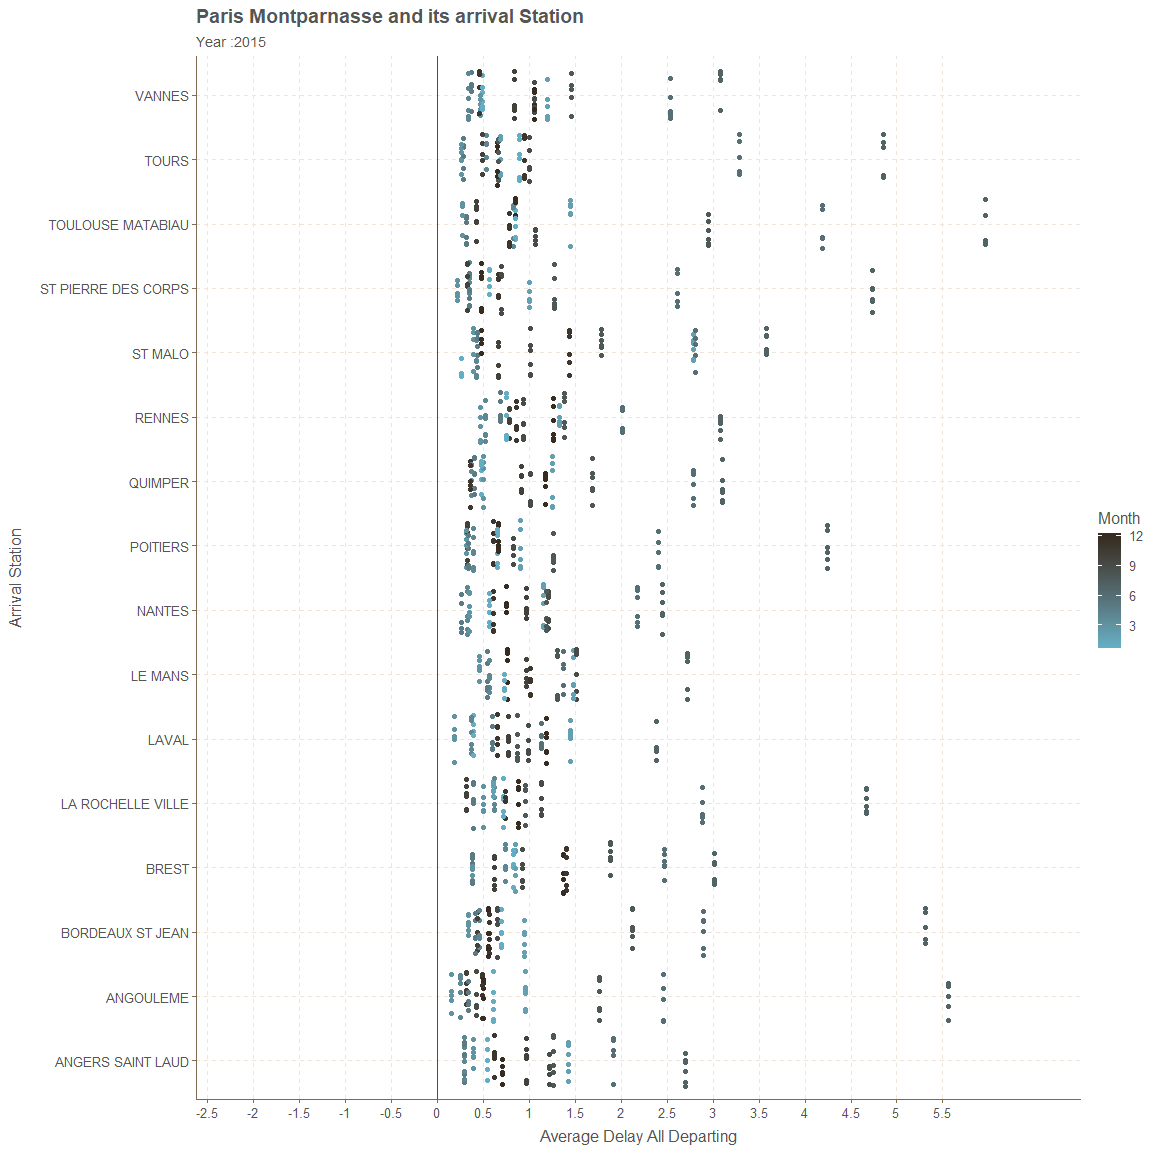 Paris Montparnasse and its arrival Station
Year :2015
VANNES
TOURS
TOULOUSE MATABIAU
ST PIERRE DES CORPS
ST MALO
RENNES
QUIMPER
POITIERS
NANTES
LE MANS
LAVAL
LA ROCHELLE VILLE
BREST
BORDEAUX ST JEAN
ANGOULEME
ANGERS SAINT LAUD
Arrival Station
-2.5 -2 -1.5 -1 -0.5 0 0.5 1 1.5 2 2.5 3 3.5 4 4.5 5 5.5
Average Delay All Departing
Month
12
9
6
3